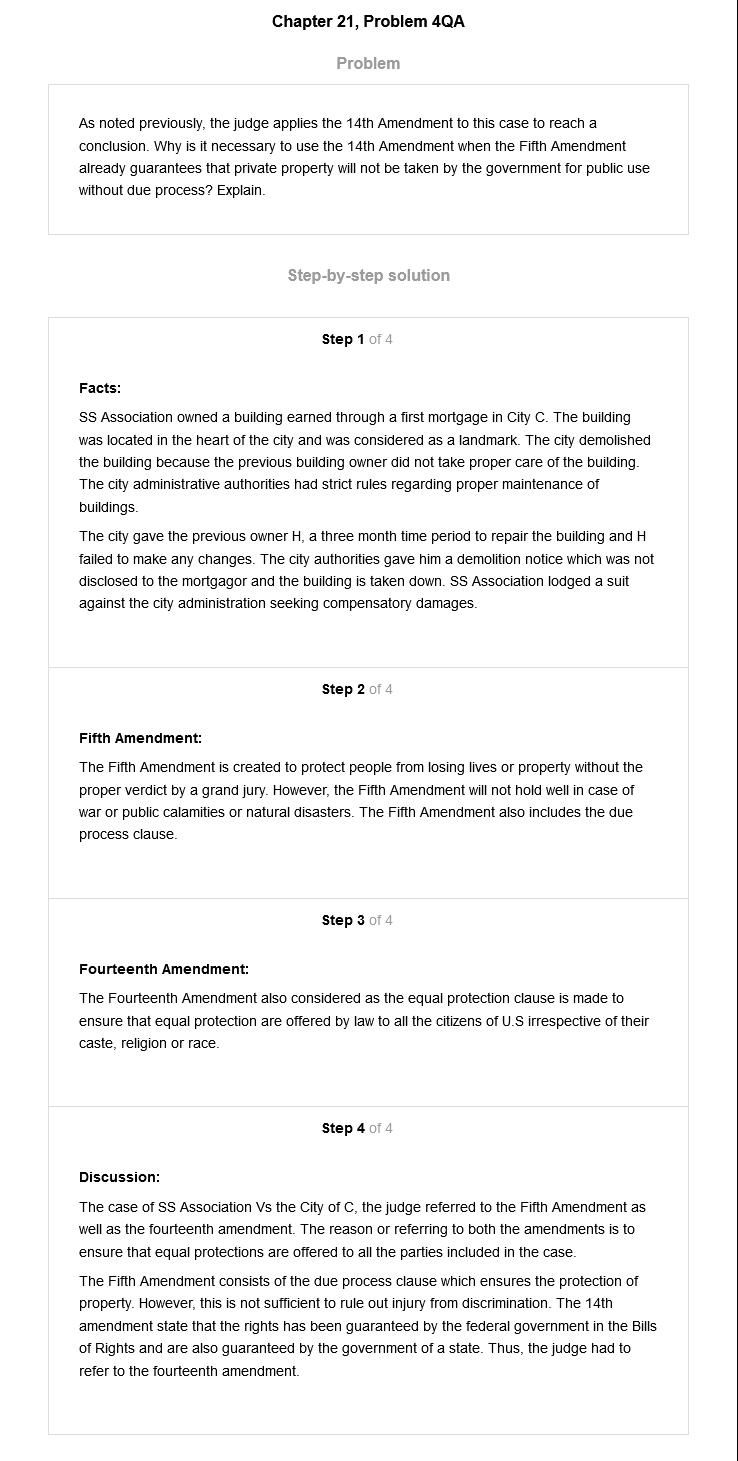 Chapter 21, Problem 4QA
Problem
As noted previously, the judge applies the 14th Amendment to this case to reach a
conclusion. Why is it necessary to use the 14th Amendment when the Fifth Amendment
already guarantees that private property will not be taken by the government for public use
without due process? Explain.
Step-by-step solution
Step 1 of 4
Facts:
SS Association owned a building earned through a first mortgage in City C. The building
was located in the heart of the city and was considered as a landmark. The city demolished
the building because the previous building owner did not take proper care of the building.
The city administrative authorities had strict rules regarding proper maintenance of
buildings.
The city gave the previous owner H, a three month time period to repair the building and H
failed to make any changes. The city authorities gave him a demolition notice which was not
disclosed to the mortgagor and the building is taken down. SS Association lodged a suit
against the city administration seeking compensatory damages.
Step 2 of 4
Fifth Amendment:
The Fifth Amendment is created to protect people from losing lives or property without the
proper verdict by a grand jury. However, the Fifth Amendment will not hold well in case of
war or public calamities or natural disasters. The Fifth Amendment also includes the due
process clause.
Step 3 of 4
Fourteenth Amendment:
The Fourteenth Amendment also considered as the equal protection clause is made to
ensure that equal protection are offered by law to all the citizens of U.S irrespective of their
caste, religion or race.
Step 4 of 4
Discussion:
The case of SS Association Vs the City of C, the judge referred to the Fifth Amendment as
well as the fourteenth amendment. The reason or referring to both the amendments is to
ensure that equal protections are offered to all the parties included in the case.
The Fifth Amendment consists of the due process clause which ensures the protection of
property. However, this is not sufficient to rule out injury from discrimination. The 14th
amendment state that the rights has been guaranteed by the federal government in the Bills
of Rights and are also guaranteed by the government of a state. Thus, the judge had to
refer to the fourteenth amendment.